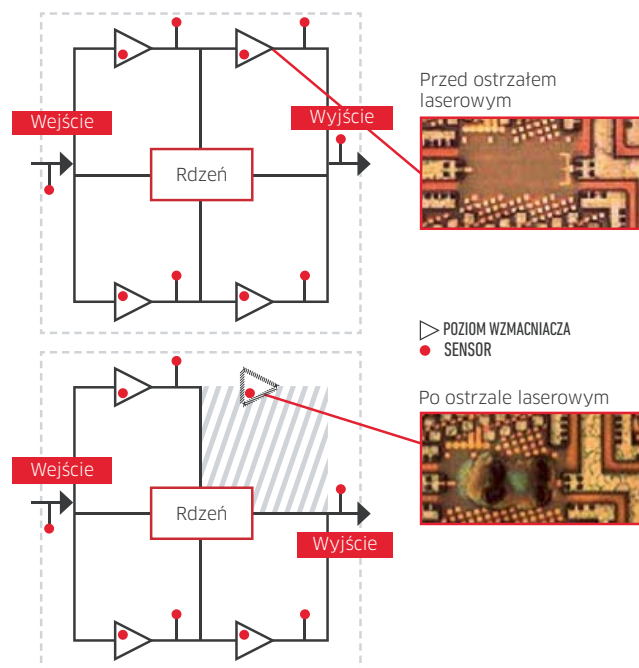 Wejście
Wyjście
Rdzeń
Przed ostrzałem
laserowym
POZIOM WZMACNIACZA
SENSOR
Po ostrzale laserowym
Wejście
Rdzeń
Wyjście